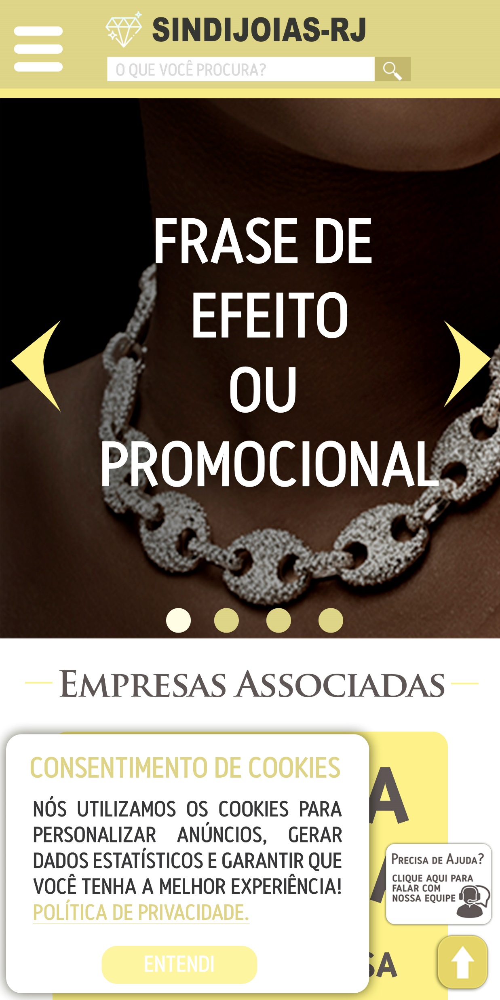 SINDIJOIAS-RJ
O QUE VOCÊ PROCURA?
FRASE DE
EFEITO
OU
PROMOCIONAL
EMPRESAS ASSOCIADAS
CONSENTIMENTO DE COOKIES
NÓS UTILIZAMOS OS COOKIES PARA
PERSONALIZAR ANÚNCIOS, GERAR
DADOS ESTATÍSTICOS E GARANTIR QUE
VOCÊ TENHA A MELHOR EXPERIÊNCIA!
POLÍTICA DE PRIVACIDADE.
ENTENDI
PRECISA DE AJUDA?
CLIQUE AQUI PARA
FALAR COM
NOSSA EQUIPE